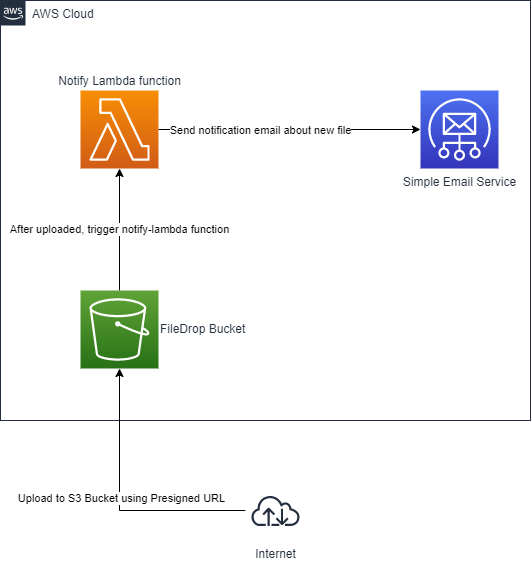 aws
AWS Cloud
Notify Lambda function
Send notification email about new file
Simple Email Service
After uploaded, trigger notify-lambda function
FileDrop Bucket
Upload to S3 Bucket using Presigned URL
Internet